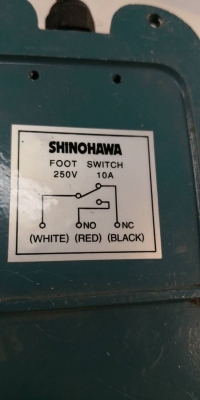 SHINOHAWA
FOOT SWITCH
250V 10A
NO NC
(WHITE) (RED) (BLACK)